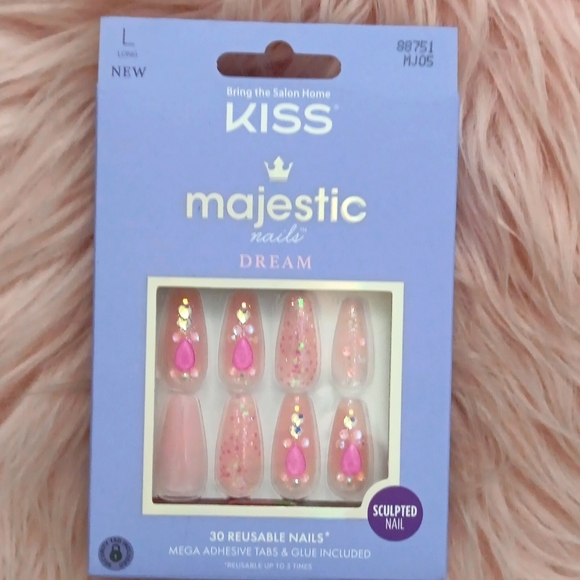 L
LONG
NEW
88751
MJ05
Bring the Salon Home
KISS®
majestic
nails™
DREAM
SCULPTED
NAIL
30 REUSABLE NAILS*
MEGA ADHESIVE TABS & GLUE INCLUDED
*REUSABLE UP TO 3 TIMES